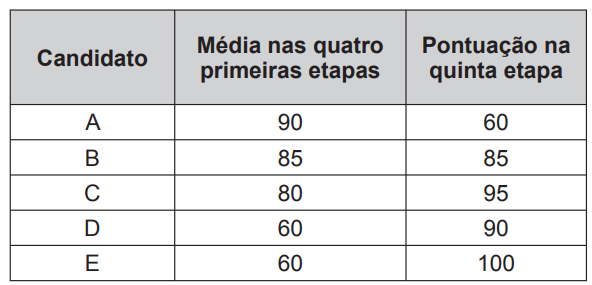 Candidato Média nas quatro primeiras etapas Pontuação na quinta etapa
A 90 60
B 85 85
C 80 95
D 60 90
E 60 100